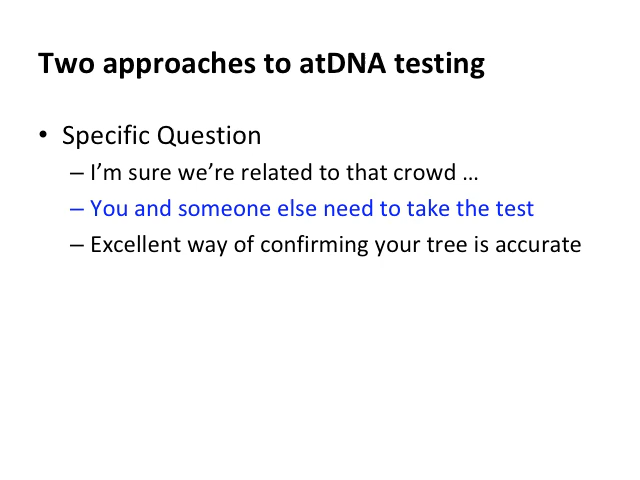 Two approaches to atDNA testing
• Specific Question
– I’m sure we’re related to that crowd …
– You and someone else need to take the test
– Excellent way of confirming your tree is accurate